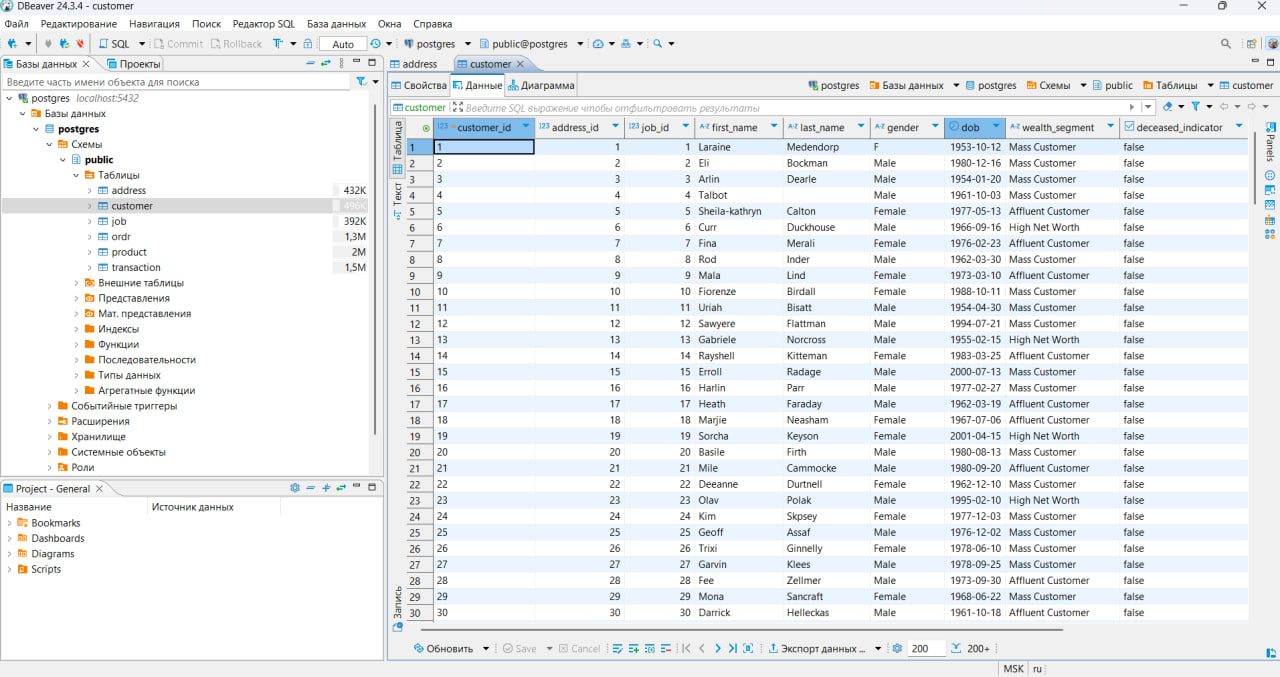 DBeaver 24.3.4 - customer
Файл Редактирование Навигация Поиск Редактор SQL База данных Окна Справка
SQL Commit Rollback Auto postgres public@postgres
Базы данных Проекты
Введите часть имени объекта для поиска
postgres localhost:5432
Базы данных
postgres
Схемы
public
Таблицы
address 432K
customer 496K
job 392K
ordr 1,3M
product 2M
transaction 1,5M
Внешние таблицы
Представления
Мат. представления
Индексы
Функции
Последовательности
Типы данных
Агрегатные функции
Событийные триггеры
Расширения
Хранилище
Системные объекты
Роли
Project - General
Название Источник данных
Bookmarks
Dashboards
Diagrams
Scripts
address customer
Свойства Данные Диаграмма postgres Базы данных postgres Схемы public Таблицы customer
customer Введите SQL выражение чтобы отфильтровать результаты
Таблица
Текст
Запись
123 customer_id 123 address_id 123 job_id A-Z first_name A-Z last_name A-Z gender dob A-Z wealth_segment deceased_indicator
1 1 1 1 Laraine Medendorp F 1953-10-12 Mass Customer false
2 2 2 2 Eli Bockman Male 1980-12-16 Mass Customer false
3 3 3 3 Arlin Dearle Male 1954-01-20 Mass Customer false
4 4 4 4 Talbot Male 1961-10-03 Mass Customer false
5 5 5 5 Sheila-kathryn Calton Female 1977-05-13 Affluent Customer false
6 6 6 6 Curr Duckhouse Male 1966-09-16 High Net Worth false
7 7 7 7 Fina Merali Female 1976-02-23 Affluent Customer false
8 8 8 8 Rod Inder Male 1962-03-30 Mass Customer false
9 9 9 9 Mala Lind Female 1973-03-10 Affluent Customer false
10 10 10 10 Fiorenze Birdall Female 1988-10-11 Mass Customer false
11 11 11 11 Uriah Bisatt Male 1954-04-30 Mass Customer false
12 12 12 12 Sawyere Flattman Male 1994-07-21 Mass Customer false
13 13 13 13 Gabriele Norcross Male 1955-02-15 High Net Worth false
14 14 14 14 Rayshell Kitteman Female 1983-03-25 Affluent Customer false
15 15 15 15 Erroll Radage Male 2000-07-13 Mass Customer false
16 16 16 16 Harlin Parr Male 1977-02-27 Mass Customer false
17 17 17 17 Heath Faraday Male 1962-03-19 Affluent Customer false
18 18 18 18 Marjie Neasham Female 1967-07-06 Affluent Customer false
19 19 19 19 Sorcha Keyson Female 2001-04-15 High Net Worth false
20 20 20 20 Basile Firth Male 1980-08-13 Mass Customer false
21 21 21 21 Mile Cammocke Male 1980-09-20 Affluent Customer false
22 22 22 22 Deeanne Durtnell Female 1962-12-10 Mass Customer false
23 23 23 23 Olav Polak Male 1995-02-10 High Net Worth false
24 24 24 24 Kim Skpsey Female 1977-12-03 Mass Customer false
25 25 25 25 Geoff Assaf Male 1976-12-02 Mass Customer false
26 26 26 26 Trixi Ginnelly Female 1978-06-10 Mass Customer false
27 27 27 27 Garvin Klees Male 1978-09-25 Mass Customer false
28 28 28 28 Fee Zellmer Male 1973-09-30 Affluent Customer false
29 29 29 29 Mona Sancraft Female 1968-06-22 Mass Customer false
30 30 30 30 Darrick Helleckas Male 1961-10-18 Affluent Customer false
Panels
Обновить Save Cancel Экспорт данных ... 200 200+
MSK ru